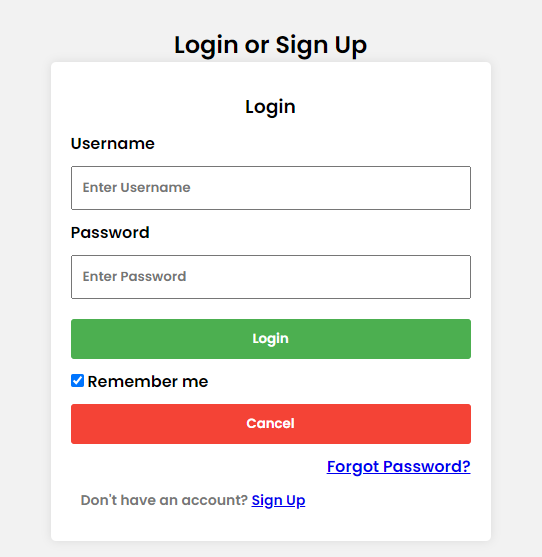 Login or Sign Up
Login
Username
Enter Username
Password
Enter Password
Login
Remember me
Cancel
Forgot Password?
Don't have an account? Sign Up